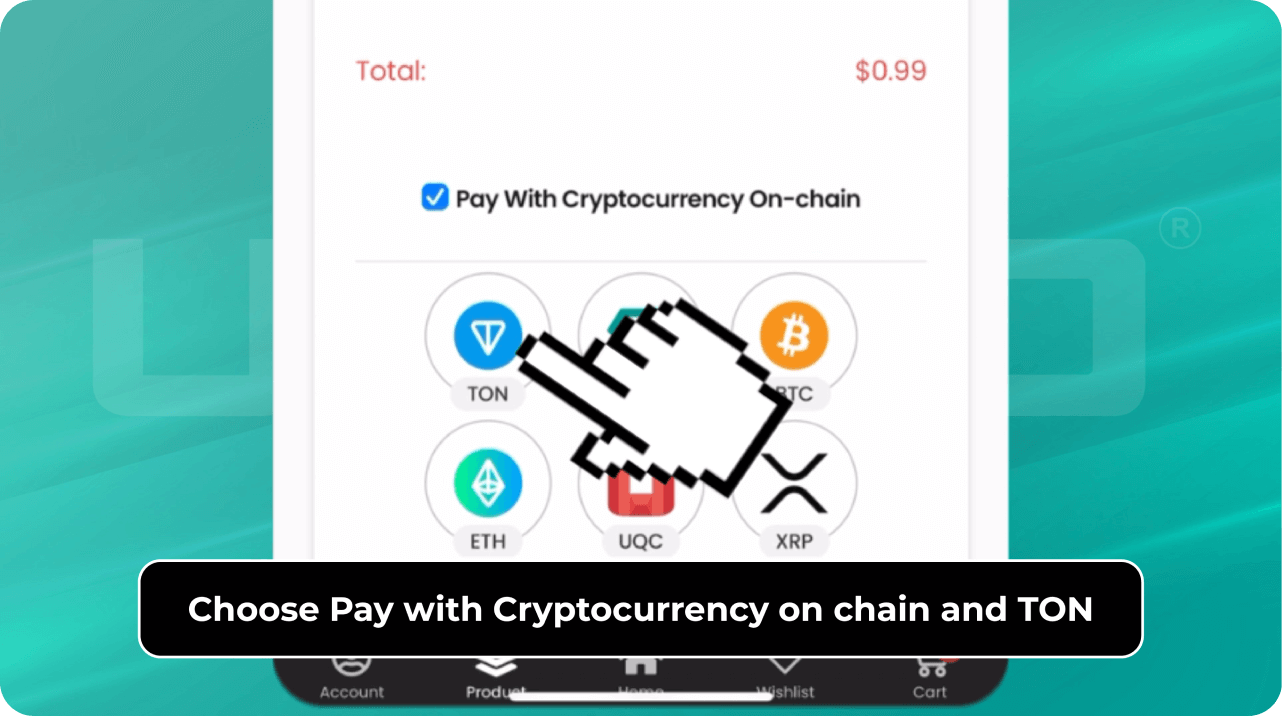 Total: $0.99
Pay With Cryptocurrency On-chain
®
TON
ETH UQC XRP
Choose Pay with Cryptocurrency on chain and TON
Account Product Home Wishlist Cart